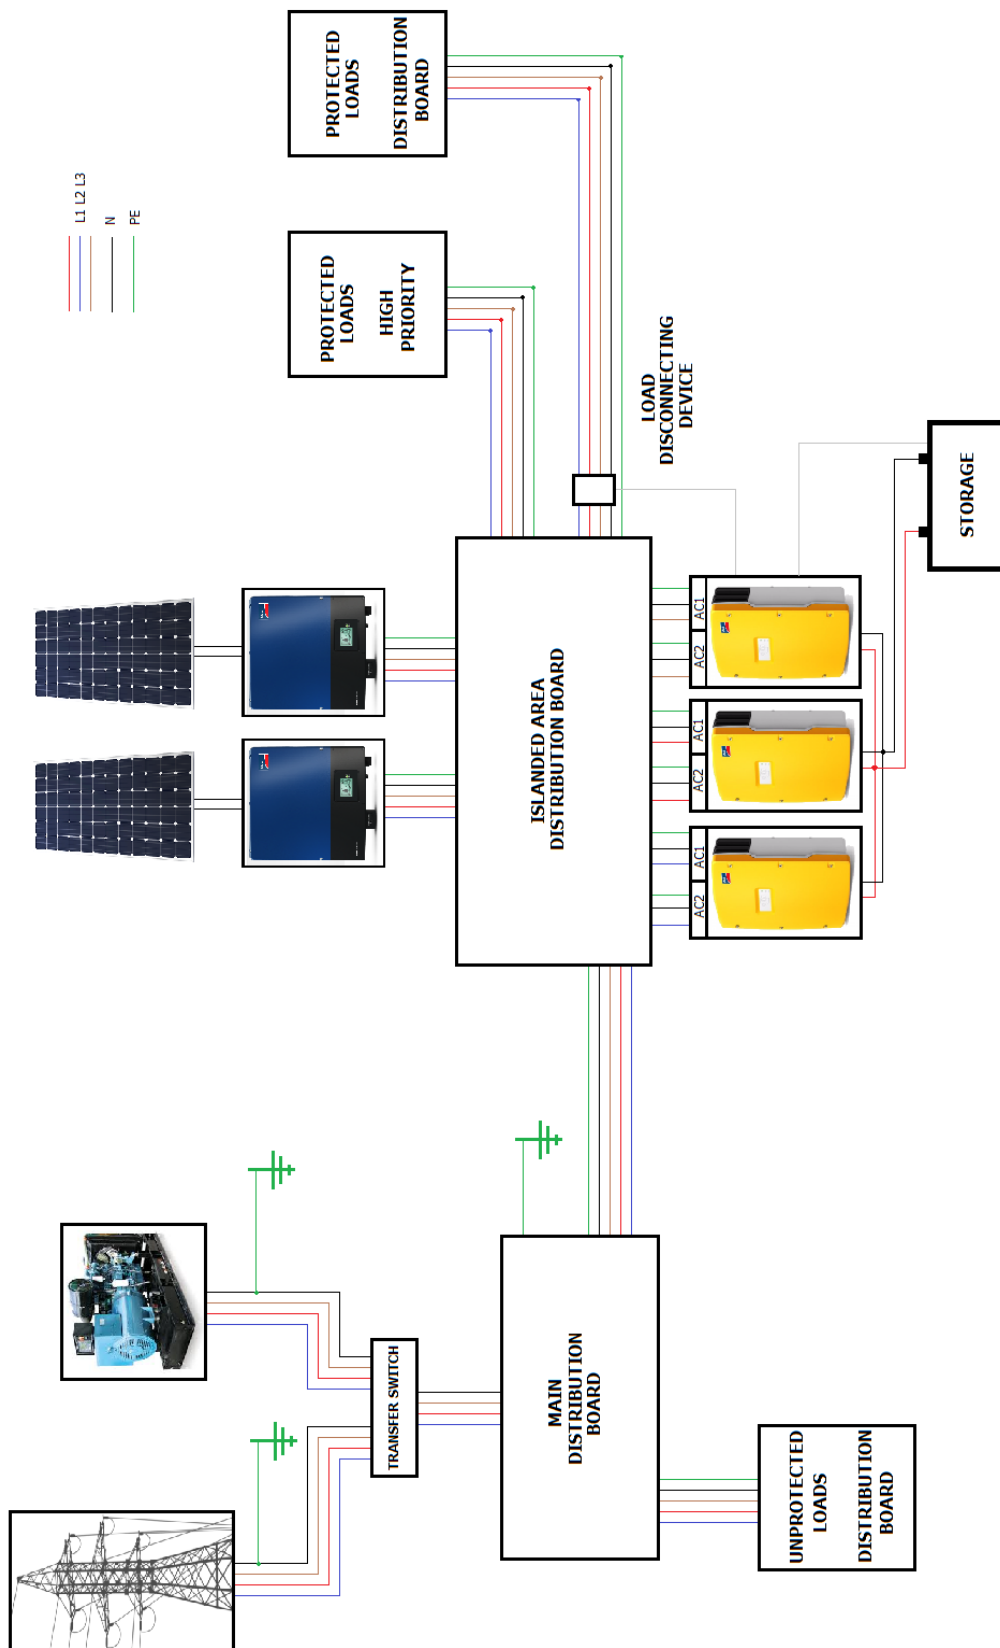 L1 L2 L3
N
PE
PROTECTED
LOADS
DISTRIBUTION
BOARD
PROTECTED
LOADS
HIGH
PRIORITY
LOAD
DISCONNECTING
DEVICE
STORAGE
ISLANDED AREA
DISTRIBUTION BOARD
AC1
AC2
AC1
AC2
AC1
AC2
TRANSFER SWITCH
MAIN
DISTRIBUTION
BOARD
UNPROTECTED
LOADS
DISTRIBUTION
BOARD